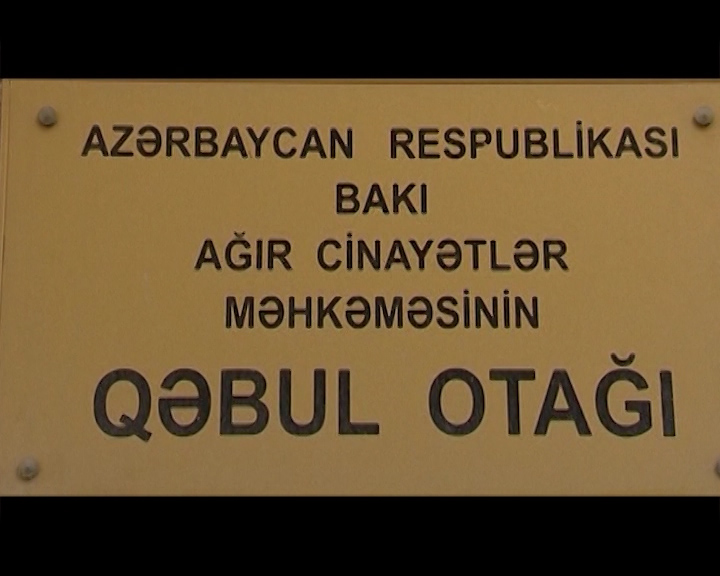 AZƏRBAYCAN RESPUBLİKASI
BAKI
AĞIR CİNAYƏTLƏR
MƏHKƏMƏSİNİN
QƏBUL OTAĞI